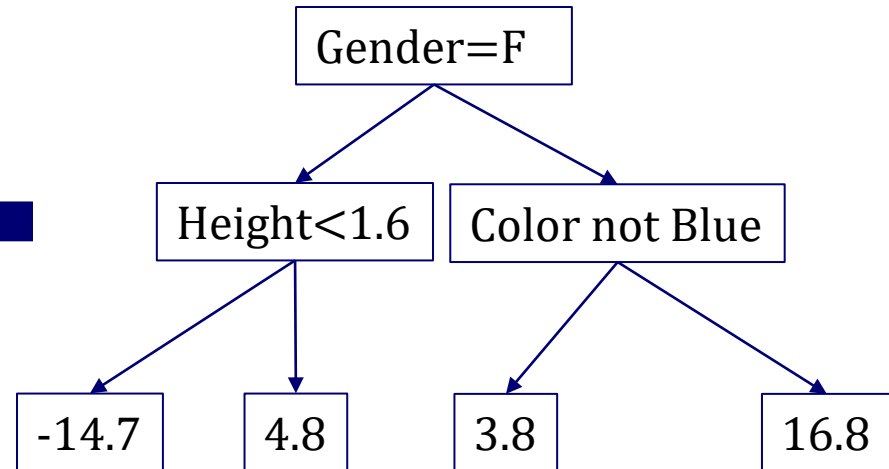 Gender=F
Height<1.6
Color not Blue
-14.7
4.8
3.8
16.8